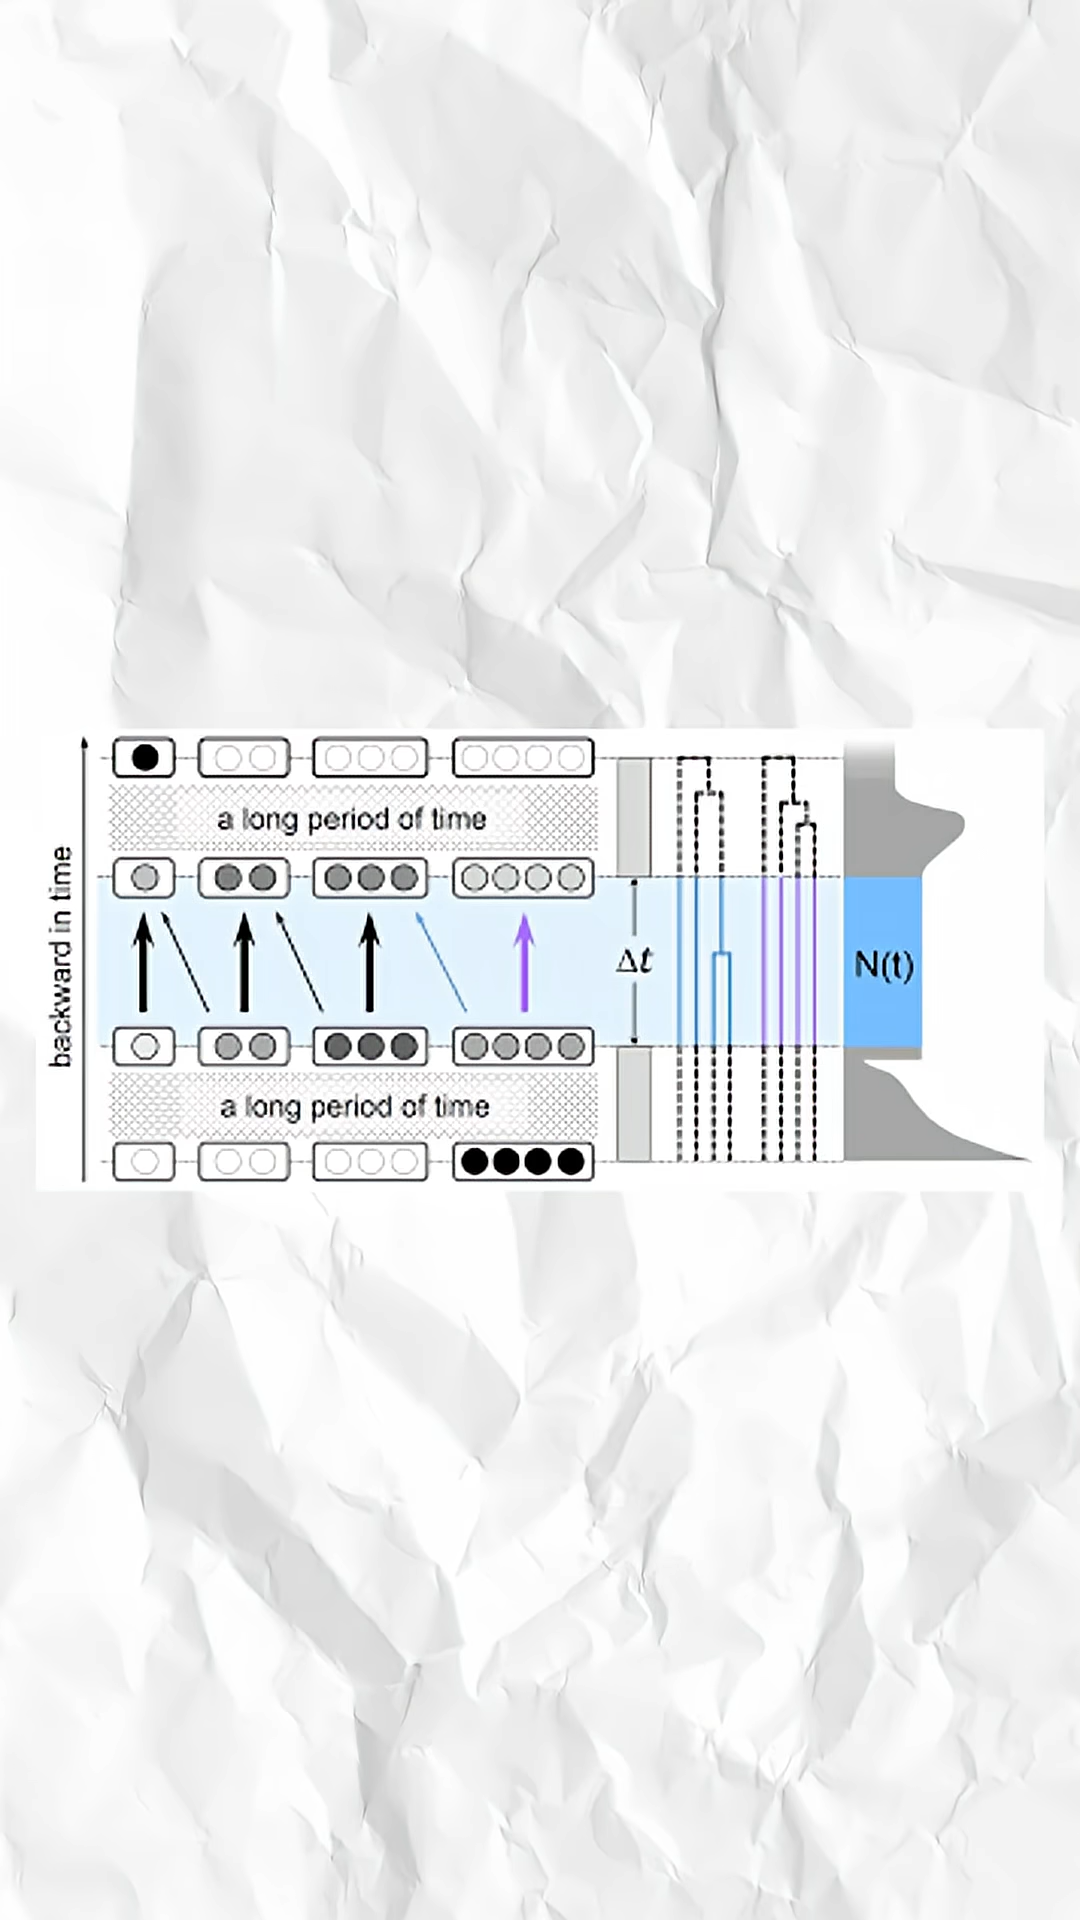 backward in time
a long period of time
Δt
N(t)
a long period of time